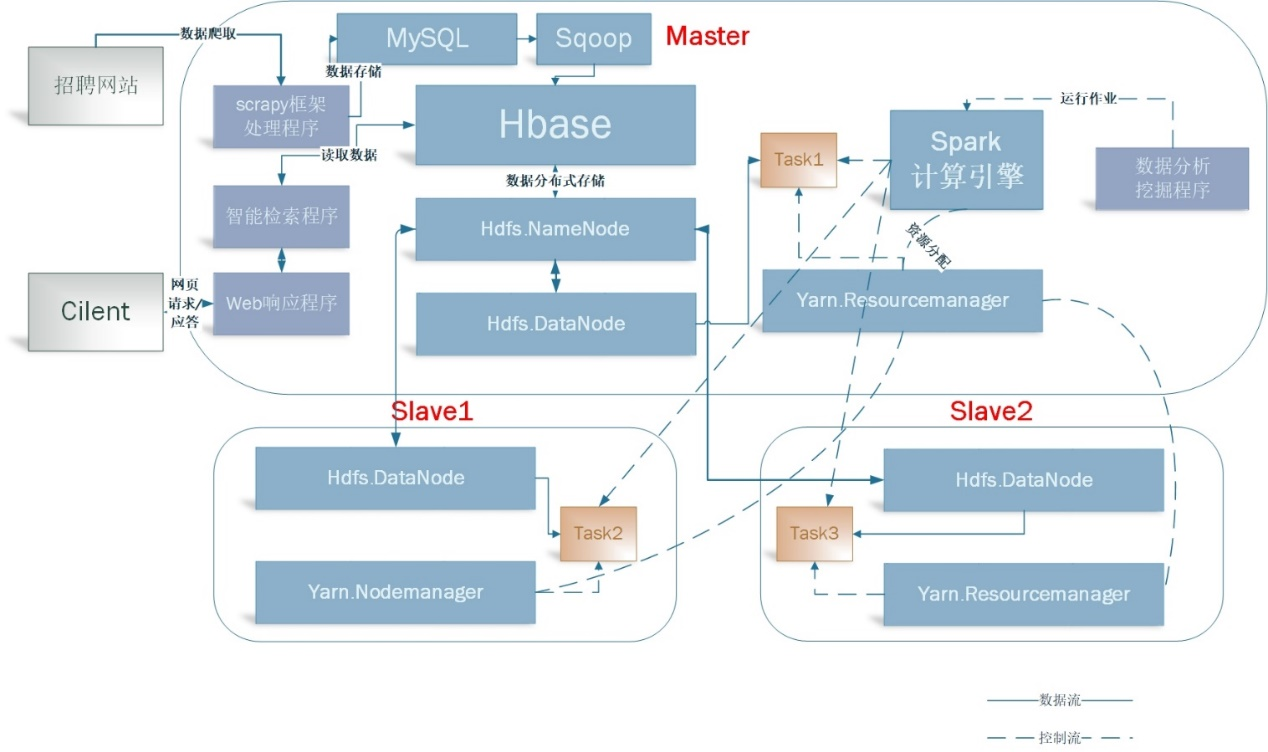 数据爬取
MySQL
Sqoop
Master
招聘网站
数据存储
scrapy框架
处理程序
Hbase
运行作业
Spark
计算引擎
Task1
数据分析
挖掘程序
读取数据
数据分布式存储
智能检索程序
Hdfs.NameNode
资源分配
网页
请求/
应答
Cilent
Web响应程序
Hdfs.DataNode
Yarn.Resourcemanager
Slave1
Slave2
Hdfs.DataNode
Hdfs.DataNode
Task2
Task3
Yarn.Nodemanager
Yarn.Resourcemanager
数据流
控制流